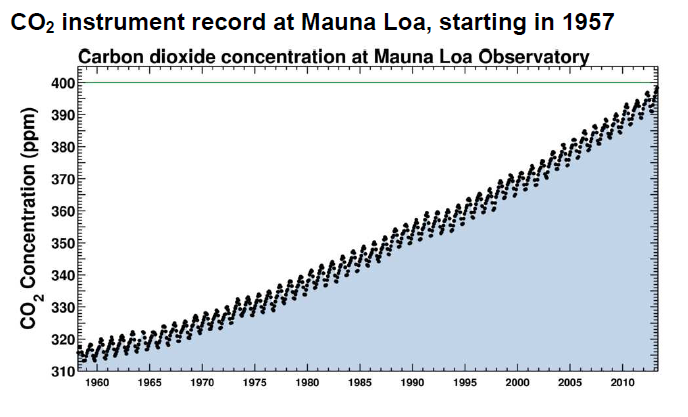 CO₂ instrument record at Mauna Loa, starting in 1957
Carbon dioxide concentration at Mauna Loa Observatory
CO₂ Concentration (ppm)
400
390
380
370
360
350
340
330
320
310
1960 1965 1970 1975 1980 1985 1990 1995 2000 2005 2010